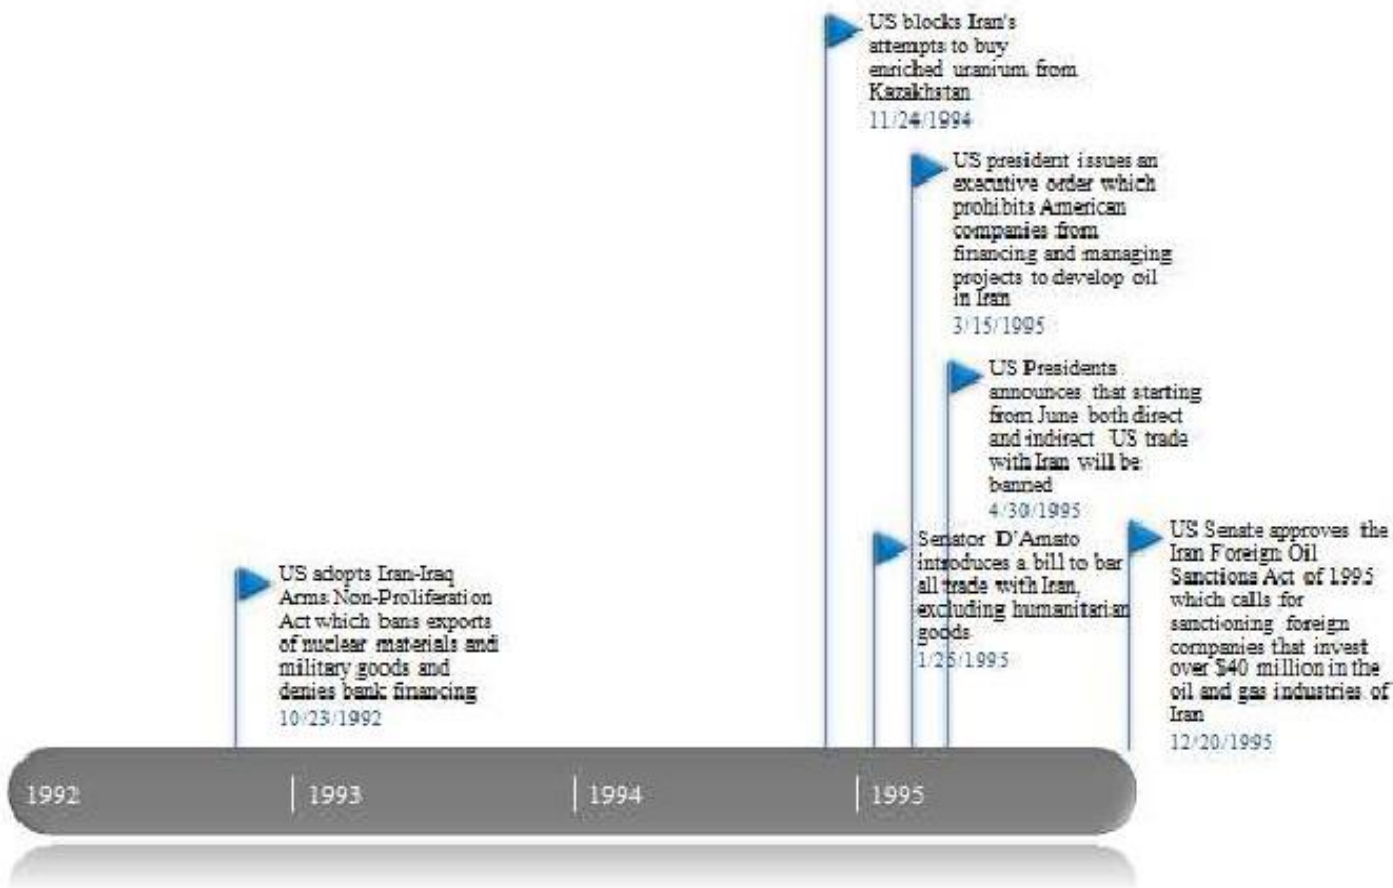 US blocks Iran's
attempts to buy
enriched uranium from
Kazakhstan
11/24/1994
US president issues an
executive order which
prohibits American
companies from
financing and managing
projects to develop oil
in Iran
3/15/1995
US Presidents
announces that starting
from June both direct
and indirect US trade
with Iran will be
banned
4/30/1995
Senator D'Amato
introduces a bill to bar
all trade with Iran,
excluding humanitarian
goods
1/25/1995
US Senate approves the
Iran Foreign Oil
Sanctions Act of 1995
which calls for
sanctioning foreign
companies that invest
over $40 million in the
oil and gas industries of
Iran
12/20/1995
US adopts Iran-Iraq
Arms Non-Proliferation
Act which bans exports
of nuclear materials and
military goods and
denies bank financing
10/23/1992
1992
1993
1994
1995